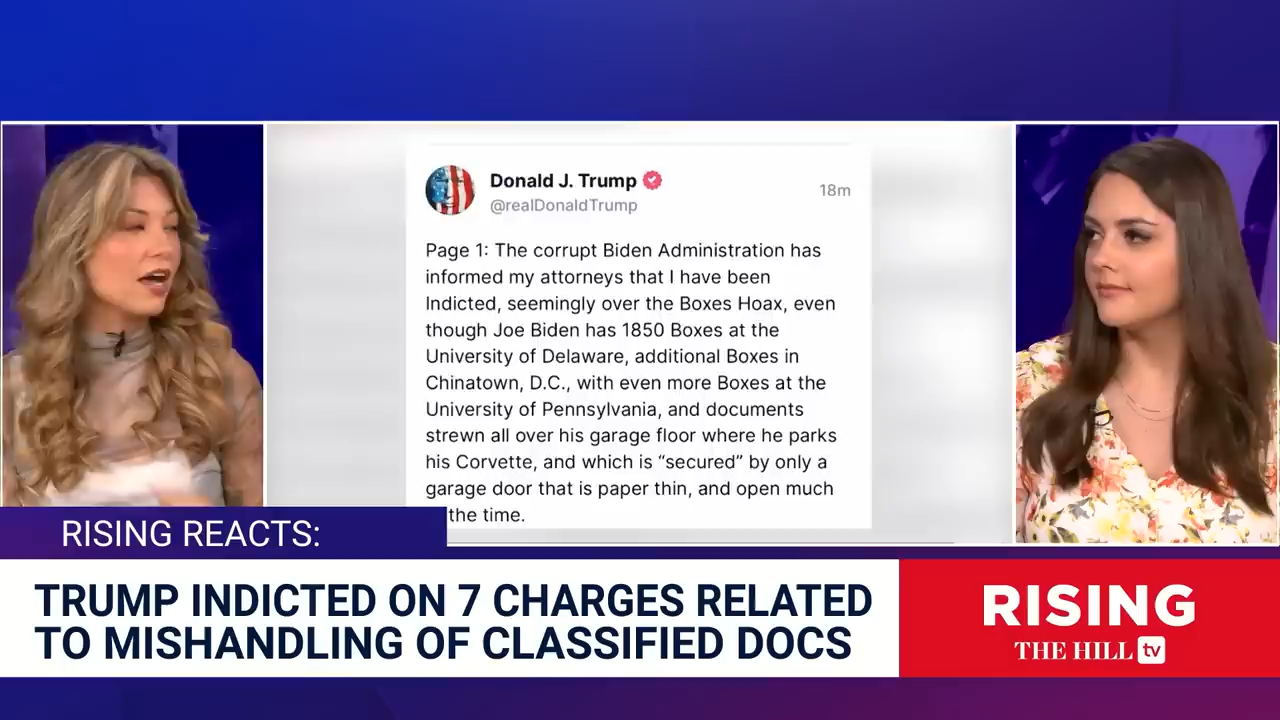 Donald J. Trump
@realDonaldTrump
18m
Page 1: The corrupt Biden Administration has
informed my attorneys that I have been
Indicted, seemingly over the Boxes Hoax, even
though Joe Biden has 1850 Boxes at the
University of Delaware, additional Boxes in
Chinatown, D.C., with even more Boxes at the
University of Pennsylvania, and documents
strewn all over his garage floor where he parks
his Corvette, and which is “secured” by only a
garage door that is paper thin, and open much
the time.
RISING REACTS:
TRUMP INDICTED ON 7 CHARGES RELATED
TO MISHANDLING OF CLASSIFIED DOCS
RISING
THE HILL tv